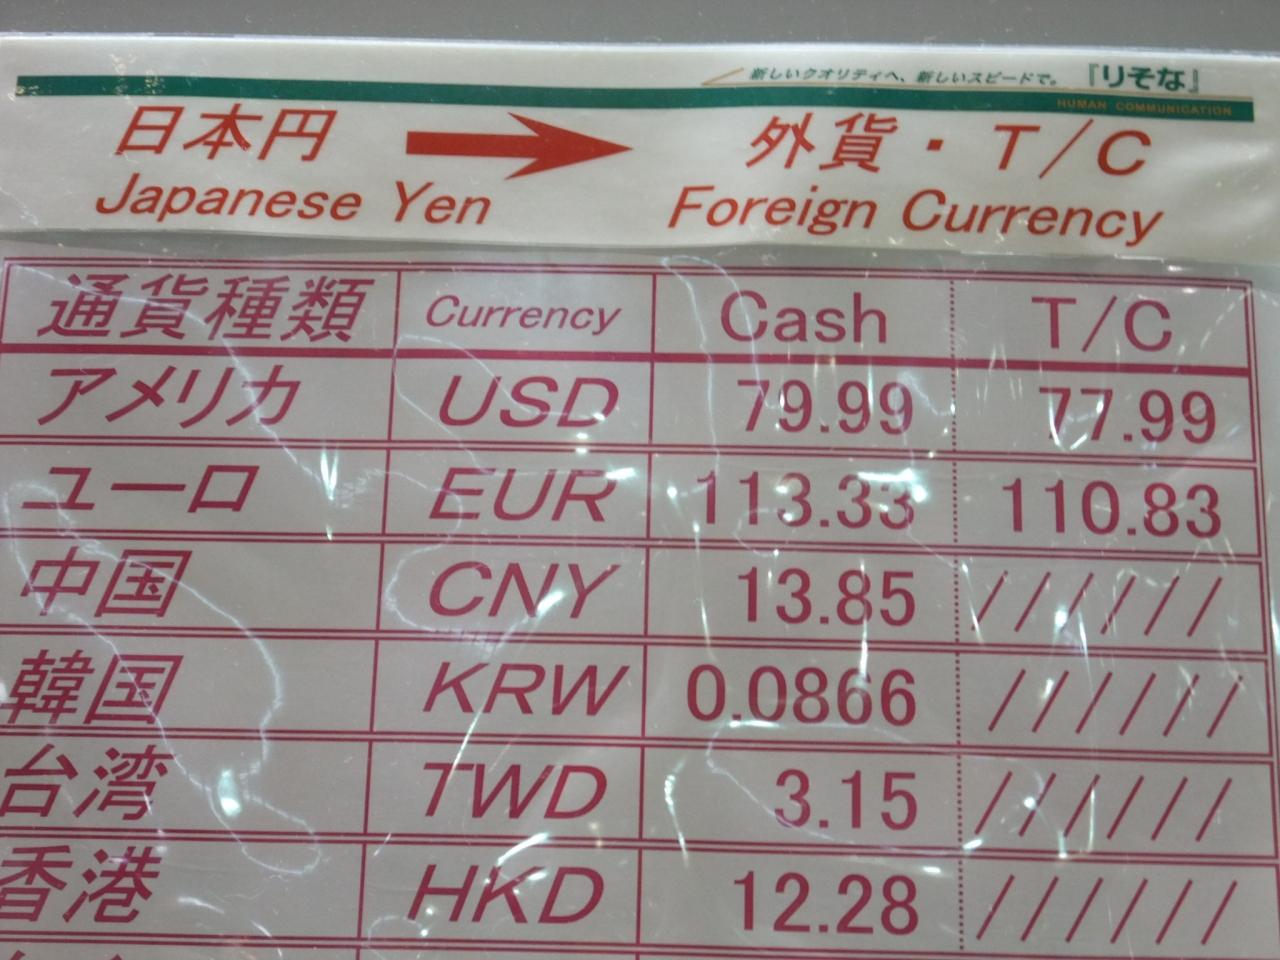 新しいクオリティへ、新しいスピードで。 『りそな』
HUMAN COMMUNICATION
日本円 → 外貨・T/C
Japanese Yen Foreign Currency
通貨種類 Currency Cash T/C
アメリカ USD 79.99 77.99
ユーロ EUR 113.33 110.83
中国 CNY 13.85 //////
韓国 KRW 0.0866 //////
台湾 TWD 3.15 //////
香港 HKD 12.28 //////